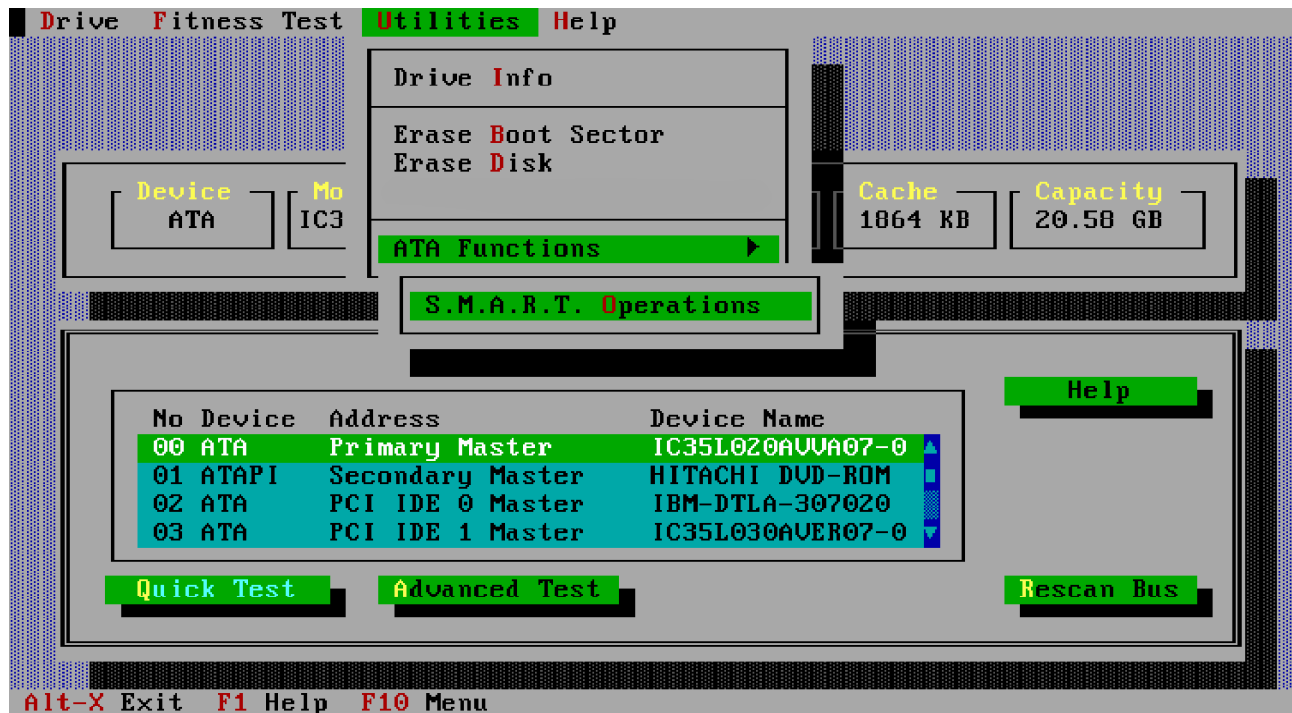 Drive Fitness Test Utilities Help
Drive Info
Erase Boot Sector
Erase Disk
Device Mo Cache Capacity
ATA IC3 1864 KB 20.58 GB
ATA Functions
S.M.A.R.T. Operations
Help
No Device Address Device Name
00 ATA Primary Master IC35L020AVVA07-0
01 ATAPI Secondary Master HITACHI DVD-ROM
02 ATA PCI IDE 0 Master IBM-DTLA-307020
03 ATA PCI IDE 1 Master IC35L030AVER07-0
Quick Test Advanced Test Rescan Bus
Alt-X Exit F1 Help F10 Menu